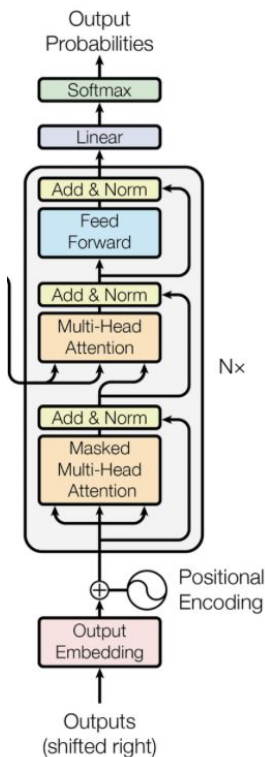 Output
Probabilities
Softmax
Linear
Add & Norm
Feed
Forward
Add & Norm
Multi-Head
Attention
N×
Add & Norm
Masked
Multi-Head
Attention
Positional
Encoding
Output
Embedding
Outputs
(shifted right)